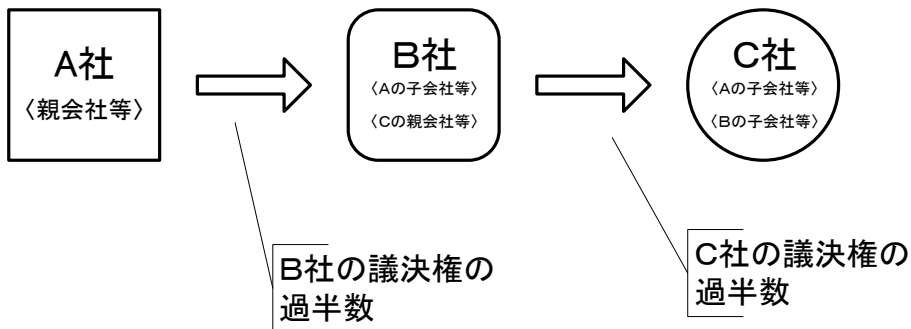 A社
〈親会社等〉
B社
〈Aの子会社等〉
〈Cの親会社等〉
C社
〈Aの子会社等〉
〈Bの子会社等〉
B社の議決権の
過半数
C社の議決権の
過半数